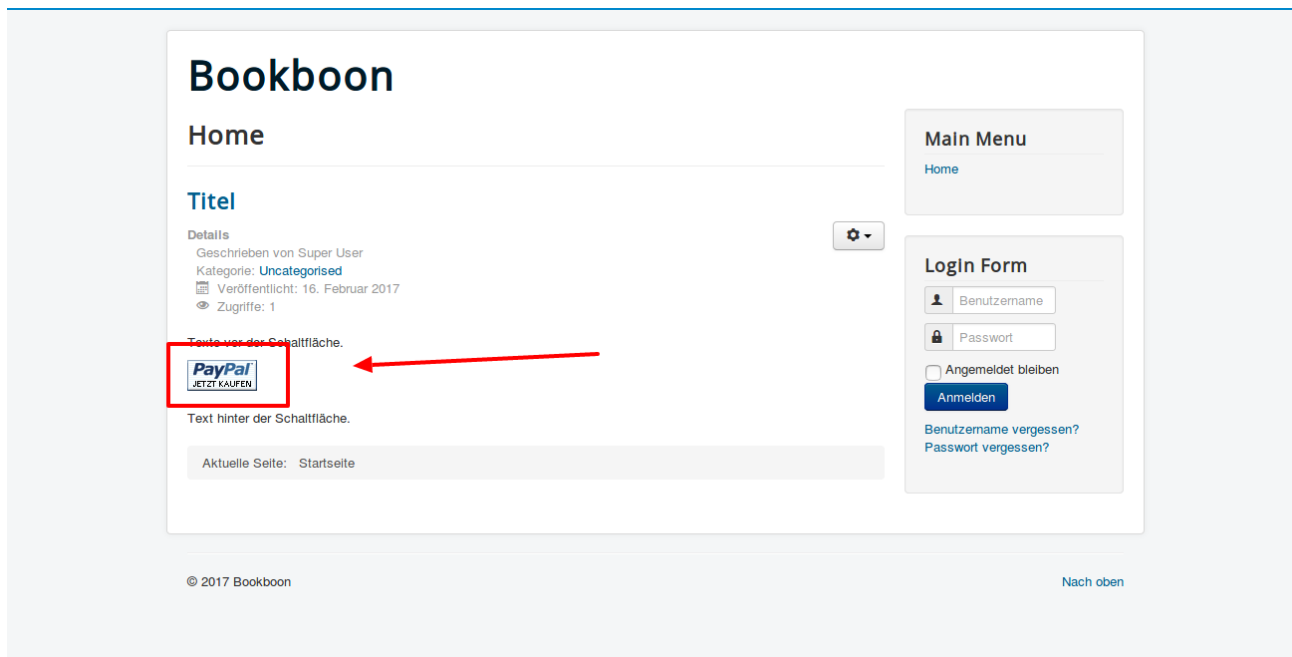 Bookboon
Home
Titel
Details
Geschrieben von Super User
Kategorie: Uncategorised
Veröffentlicht: 16. Februar 2017
Zugriffe: 1
Texte vor der Schaltfläche.
PayPal
JETZT KAUFEN
Text hinter der Schaltfläche.
Aktuelle Seite: Startseite
Main Menu
Home
Login Form
Benutzername
Passwort
Angemeldet bleiben
Anmelden
Benutzername vergessen?
Passwort vergessen?
© 2017 Bookboon
Nach oben